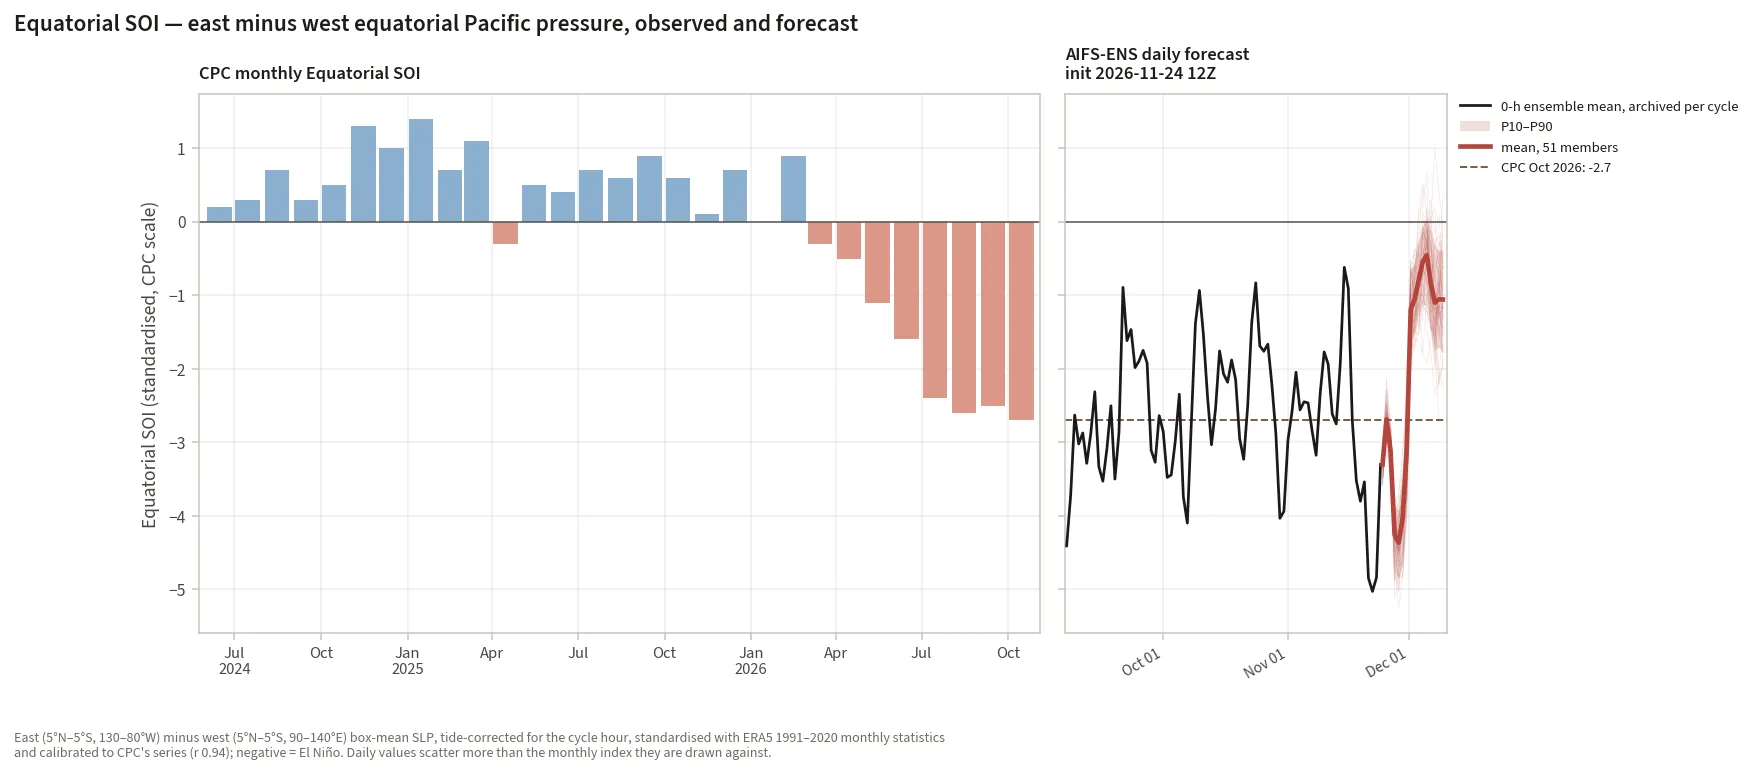 Equatorial SOI — east minus west equatorial Pacific pressure, observed and forecast
CPC monthly Equatorial SOI
AIFS-ENS daily forecast
init 2026-11-24 12Z
0-h ensemble mean, archived per cycle
P10–P90
mean, 51 members
CPC Oct 2026: -2.7
Equatorial SOI (standardised, CPC scale)
1
0
−1
−2
−3
−4
−5
Jul
2024
Oct
Jan
2025
Apr
Jul
Oct
Jan
2026
Apr
Jul
Oct
Oct 01
Nov 01
Dec 01
East (5°N–5°S, 130–80°W) minus west (5°N–5°S, 90–140°E) box-mean SLP, tide-corrected for the cycle hour, standardised with ERA5 1991–2020 monthly statistics
and calibrated to CPC's series (r 0.94); negative = El Niño. Daily values scatter more than the monthly index they are drawn against.